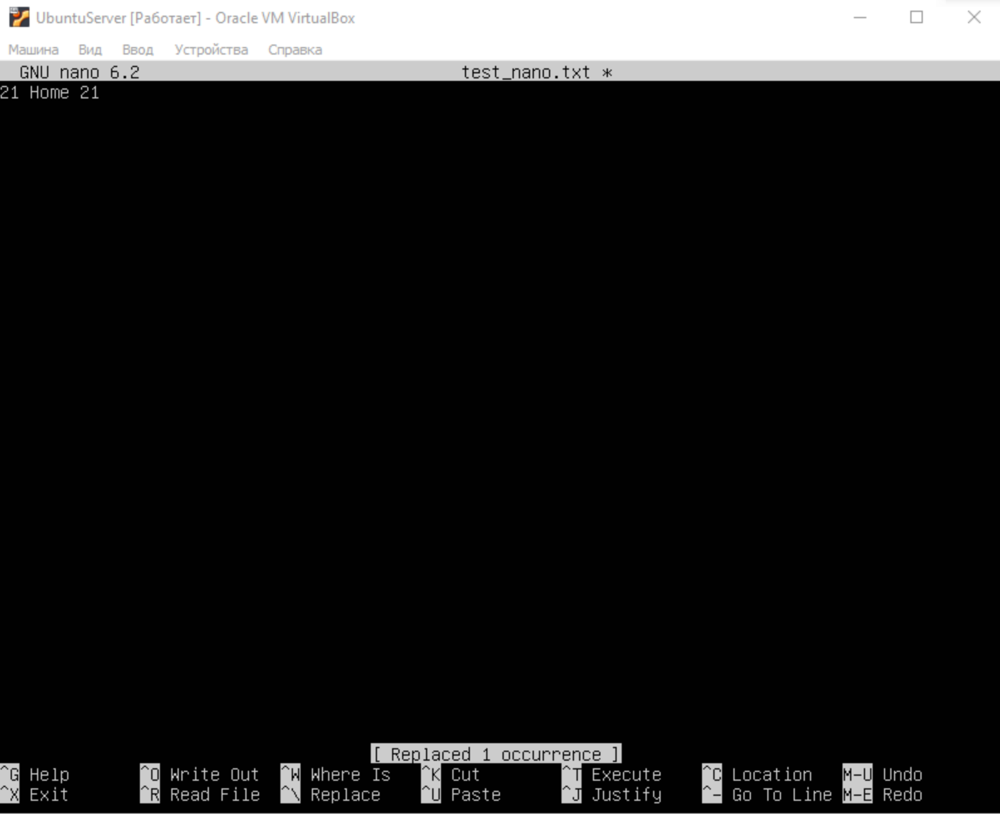 UbuntuServer [Работает] - Oracle VM VirtualBox
Машина Вид Ввод Устройства Справка
GNU nano 6.2 test_nano.txt *
21 Home 21
[ Replaced 1 occurrence ]
^G Help ^O Write Out ^W Where Is ^K Cut ^T Execute ^C Location M-U Undo
^X Exit ^R Read File ^\ Replace ^U Paste ^J Justify ^- Go To Line M-E Redo